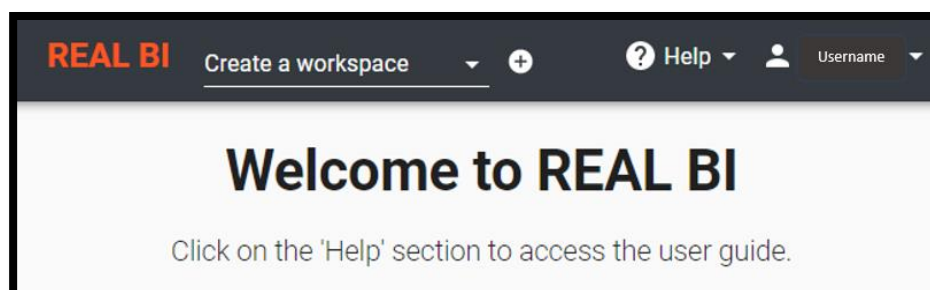 REAL BI Create a workspace Help Username
Welcome to REAL BI
Click on the 'Help' section to access the user guide.